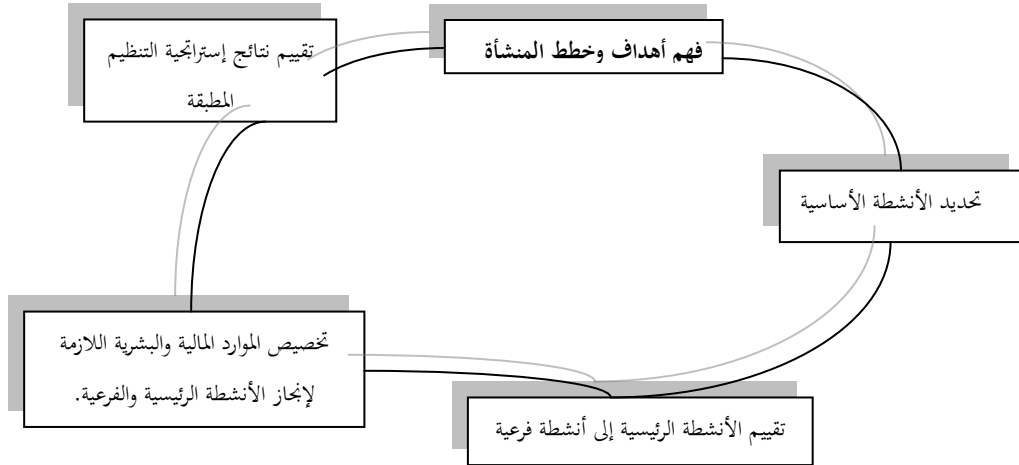 فهم أهداف وخطط المنشأة
تحديد الأنشطة الأساسية
تقييم الأنشطة الرئيسية إلى أنشطة فرعية
تخصيص الموارد المالية والبشرية اللازمة
لإنجاز الأنشطة الرئيسية والفرعية.
تقييم نتائج إستراتجية التنظيم
المطبقة